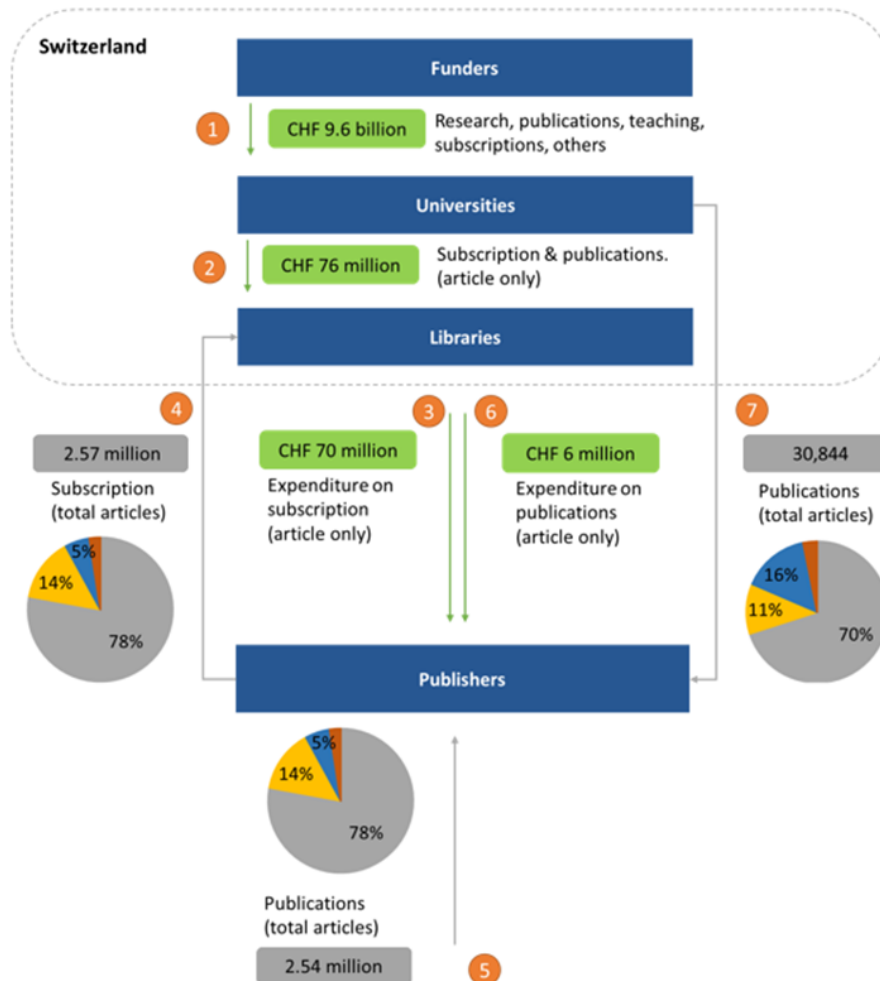 Switzerland
Funders
1
CHF 9.6 billion
Research, publications, teaching,
subscriptions, others
Universities
2
CHF 76 million
Subscription & publications.
(article only)
Libraries
4
3
6
7
2.57 million
Subscription
(total articles)
5%
14%
78%
CHF 70 million
Expenditure on
subscription
(article only)
CHF 6 million
Expenditure on
publications
(article only)
30,844
Publications
(total articles)
16%
11%
70%
Publishers
5%
14%
78%
Publications
(total articles)
2.54 million
5